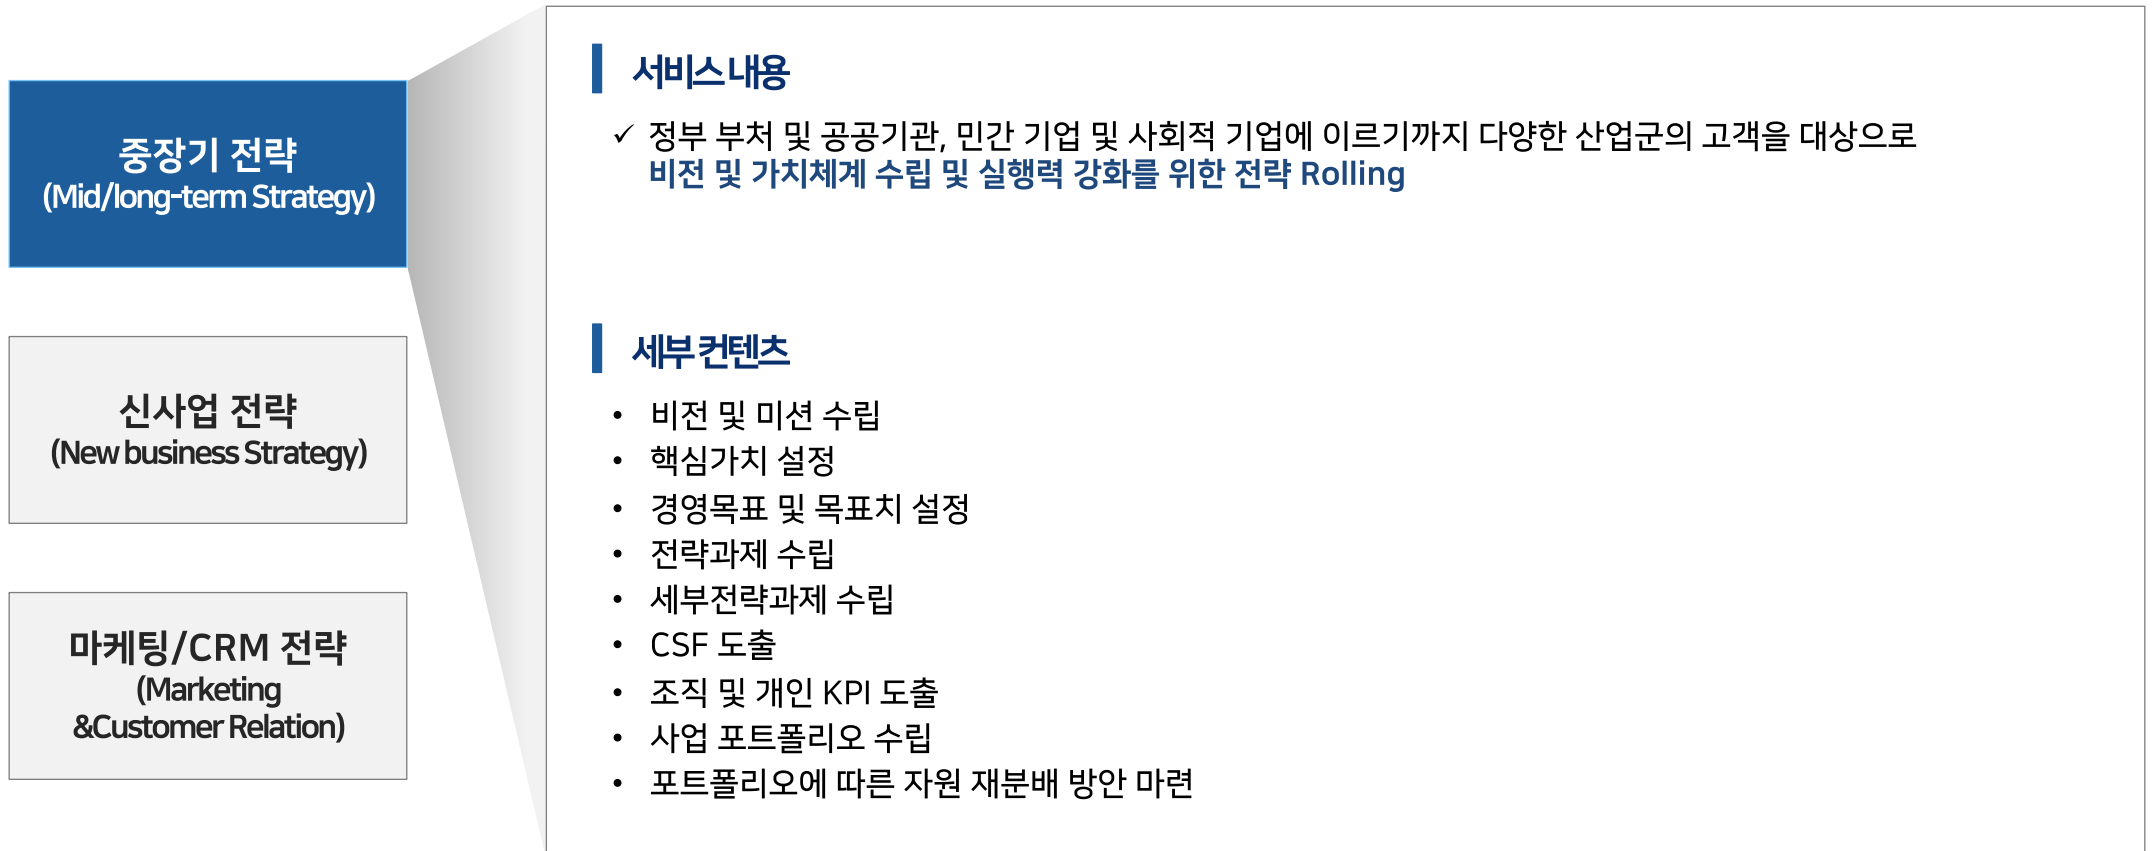 중장기 전략
(Mid/long-term Strategy)
신사업 전략
(New business Strategy)
마케팅/CRM 전략
(Marketing
&Customer Relation)
서비스 내용
✓ 정부 부처 및 공공기관, 민간 기업 및 사회적 기업에 이르기까지 다양한 산업군의 고객을 대상으로
비전 및 가치체계 수립 및 실행력 강화를 위한 전략 Rolling
세부 컨텐츠
• 비전 및 미션 수립
• 핵심가치 설정
• 경영목표 및 목표치 설정
• 전략과제 수립
• 세부전략과제 수립
• CSF 도출
• 조직 및 개인 KPI 도출
• 사업 포트폴리오 수립
• 포트폴리오에 따른 자원 재분배 방안 마련